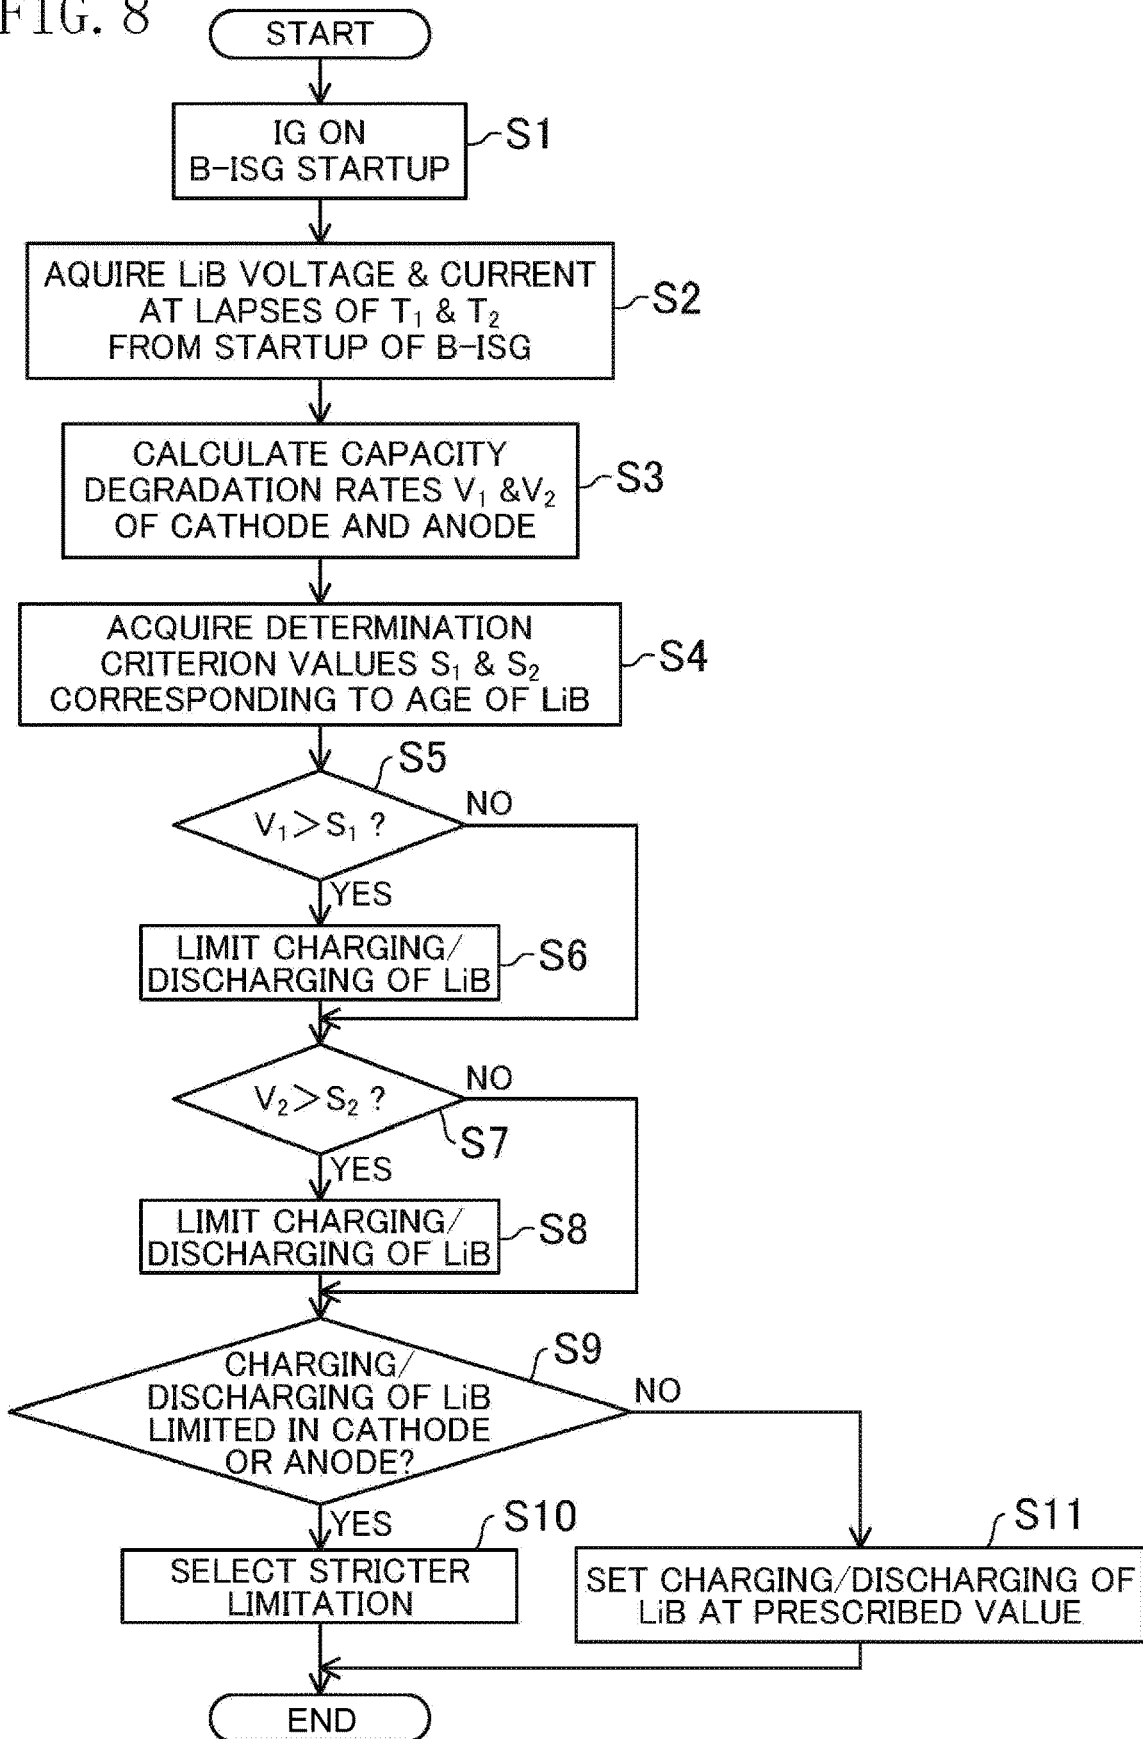 FIG. 8
START
IG ON
B-ISG STARTUP
S1
AQUIRE LiB VOLTAGE & CURRENT
AT LAPSES OF T₁ & T₂
FROM STARTUP OF B-ISG
S2
CALCULATE CAPACITY
DEGRADATION RATES V₁ &V₂
OF CATHODE AND ANODE
S3
ACQUIRE DETERMINATION
CRITERION VALUES S₁ & S₂
CORRESPONDING TO AGE OF LiB
S4
S5
V₁>S₁ ?
NO
YES
LIMIT CHARGING/
DISCHARGING OF LiB
S6
V₂>S₂ ?
NO
S7
YES
LIMIT CHARGING/
DISCHARGING OF LiB
S8
S9
CHARGING/
DISCHARGING OF LiB
LIMITED IN CATHODE
OR ANODE?
NO
YES
S10
SELECT STRICTER
LIMITATION
S11
SET CHARGING/DISCHARGING OF
LiB AT PRESCRIBED VALUE
END